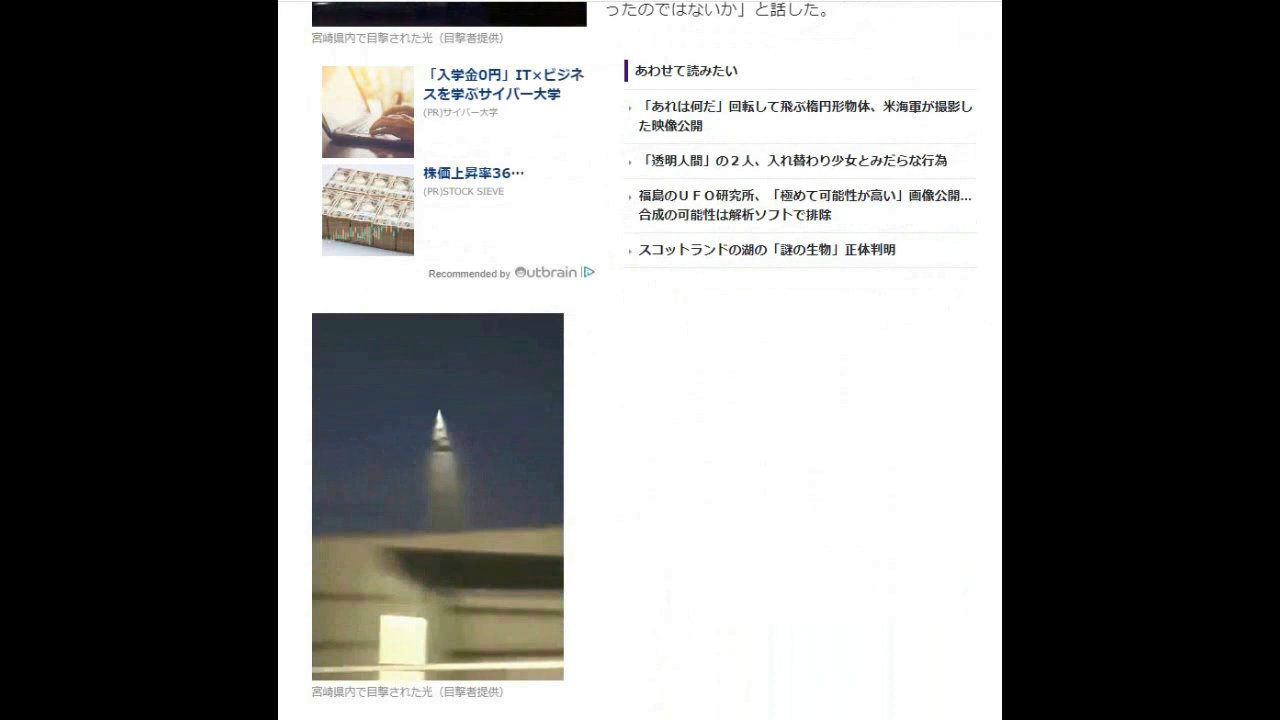 ったのではないか」と話した。
宮崎県内で目撃された光（目撃者提供）
「入学金0円」IT×ビジネ
スを学ぶサイバー大学
(PR)サイバー大学
株価上昇率36…
(PR)STOCK SIEVE
Recommended by Outbrain
あわせて読みたい
「あれは何だ」回転して飛ぶ楕円形物体、米海軍が撮影し
た映像公開
「透明人間」の２人、入れ替わり少女とみだらな行為
福島のＵＦＯ研究所、「極めて可能性が高い」画像公開…
合成の可能性は解析ソフトで排除
スコットランドの湖の「謎の生物」正体判明
宮崎県内で目撃された光（目撃者提供）